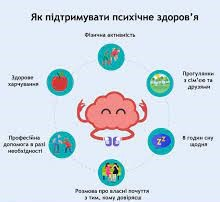 Як підтримувати психічне здоров'я
Фізична активність
Здорове
харчування
Прогулянки
з сім'єю та
друзями
Професійна
допомога в разі
необхідності
8 годин сну
щодня
Розмова про власні почуття
з тим, кому довіряєш